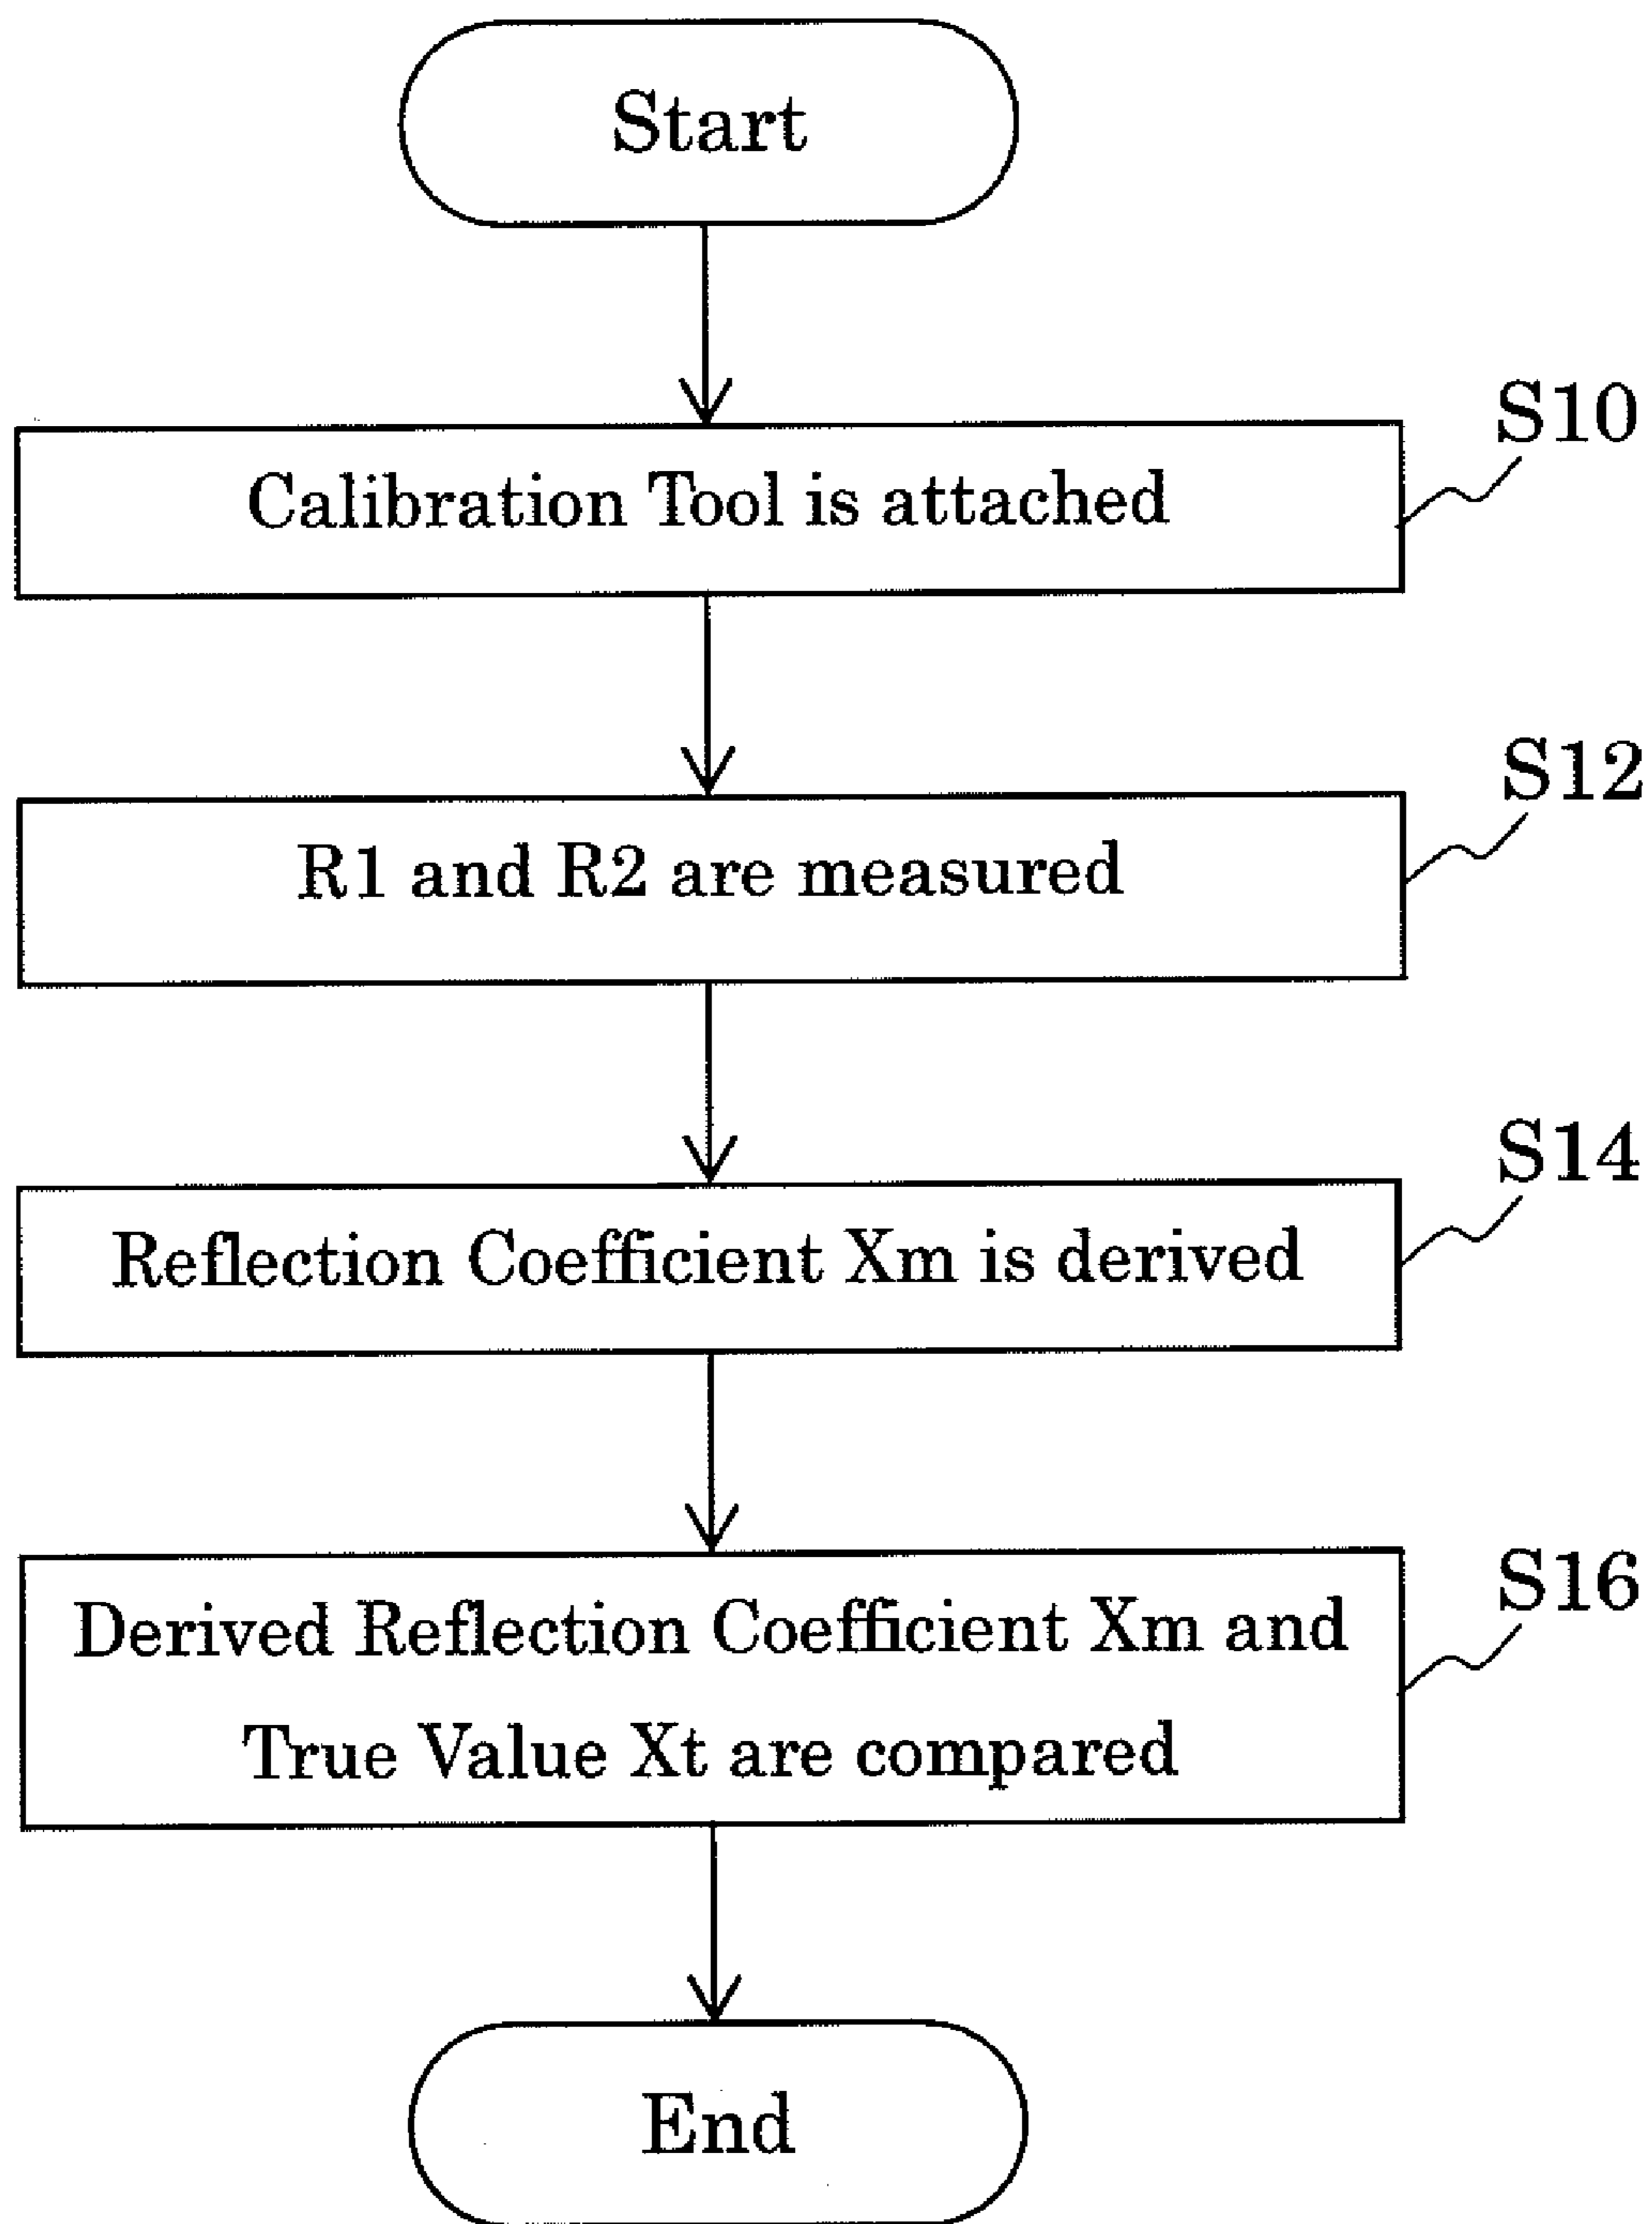 Start
S10
Calibration Tool is attached
S12
R1 and R2 are measured
S14
Reflection Coefficient Xm is derived
S16
Derived Reflection Coefficient Xm and
True Value Xt are compared
End